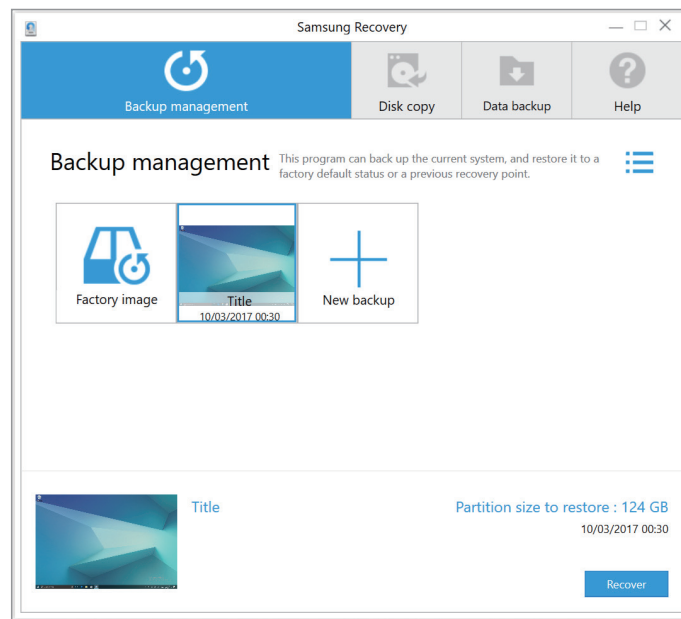 Samsung Recovery
Backup management
Disk copy
Data backup
Help
Backup management
This program can back up the current system, and restore it to a
factory default status or a previous recovery point.
Factory image
Title
10/03/2017 00:30
New backup
Title
Partition size to restore : 124 GB
10/03/2017 00:30
Recover